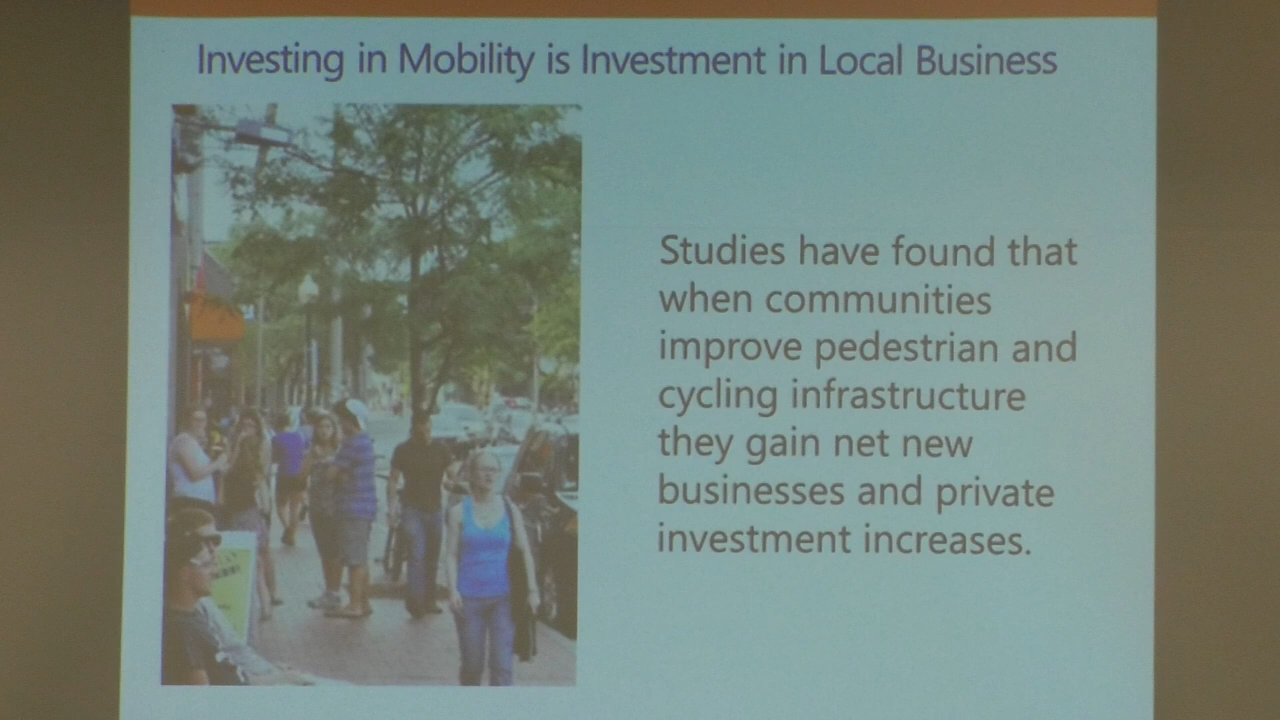 Investing in Mobility is Investment in Local Business
Studies have found that
when communities
improve pedestrian and
cycling infrastructure
they gain net new
businesses and private
investment increases.